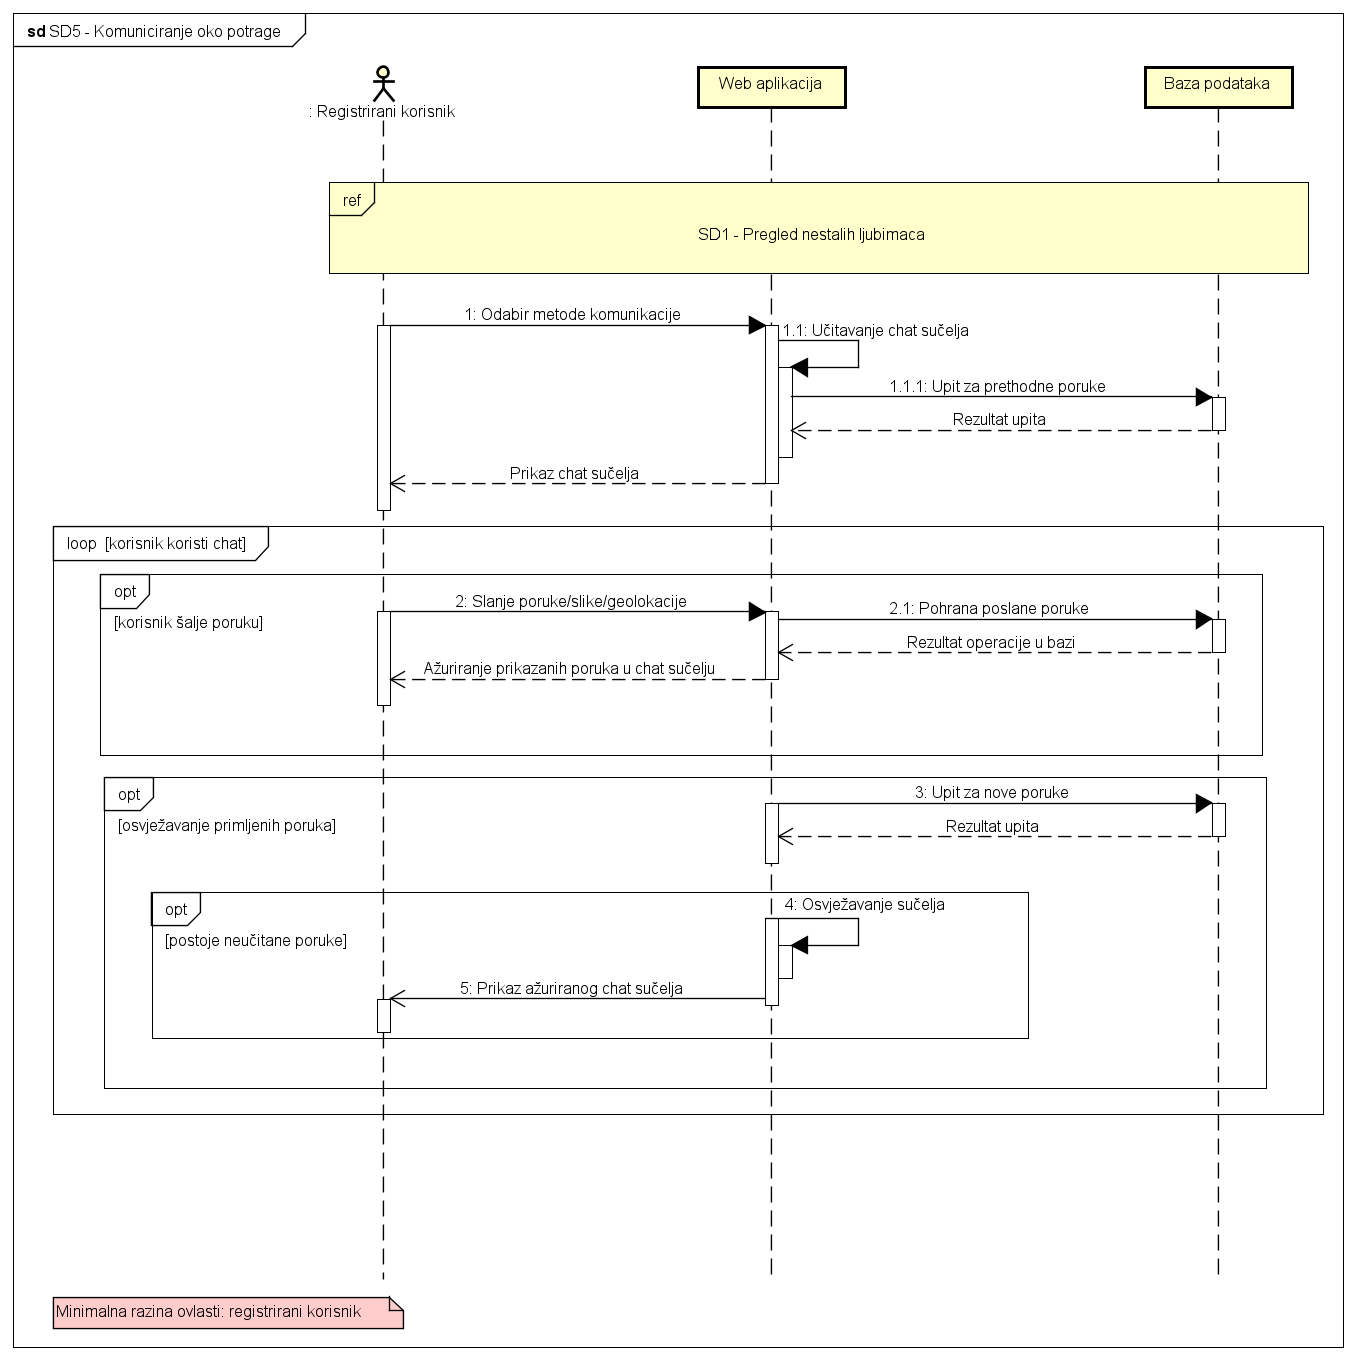 sd SD5 - Komuniciranje oko potrage
: Registrirani korisnik
Web aplikacija
Baza podataka
ref
SD1 - Pregled nestalih ljubimaca
1: Odabir metode komunikacije
1.1: Učitavanje chat sučelja
1.1.1: Upit za prethodne poruke
Rezultat upita
Prikaz chat sučelja
loop [korisnik koristi chat]
opt
[korisnik šalje poruku]
2: Slanje poruke/slike/geolokacije
2.1: Pohrana poslane poruke
Rezultat operacije u bazi
Ažuriranje prikazanih poruka u chat sučelju
opt
[osvježavanje primljenih poruka]
3: Upit za nove poruke
Rezultat upita
opt
[postoje neučitane poruke]
4: Osvježavanje sučelja
5: Prikaz ažuriranog chat sučelja
Minimalna razina ovlasti: registrirani korisnik